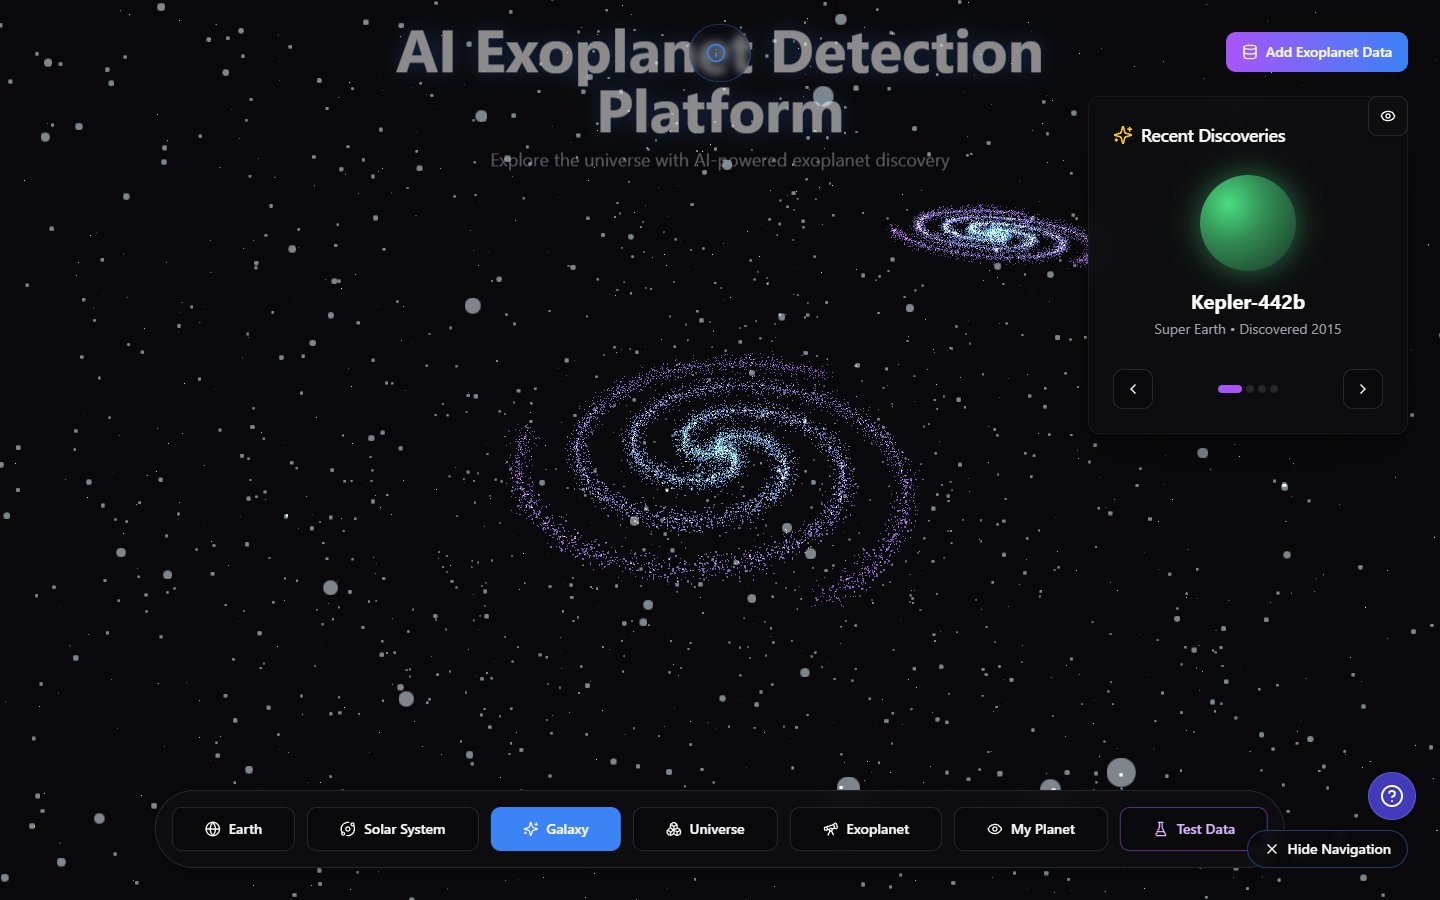 AI Exoplanet Detection
Platform
Explore the universe with AI-powered exoplanet discovery
Add Exoplanet Data
Recent Discoveries
Kepler-442b
Super Earth • Discovered 2015
Earth
Solar System
Galaxy
Universe
Exoplanet
My Planet
Test Data
Hide Navigation